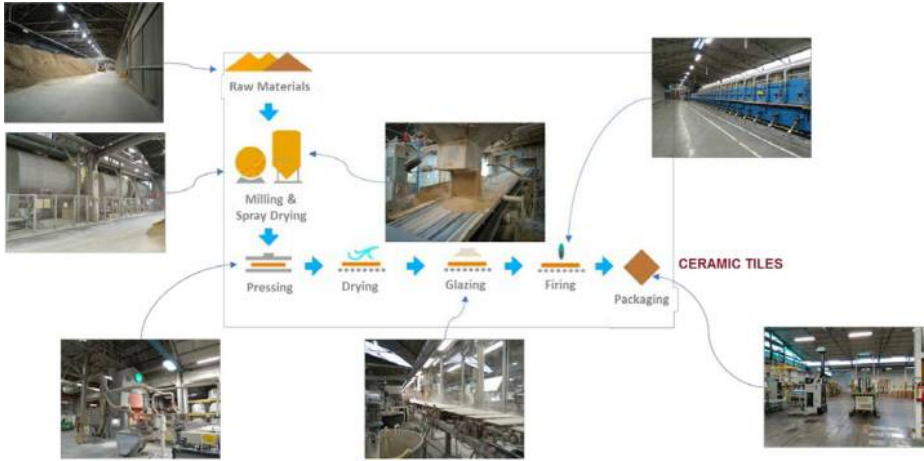 Raw Materials
Milling &
Spray Drying
Pressing
Drying
Glazing
Firing
Packaging
CERAMIC TILES